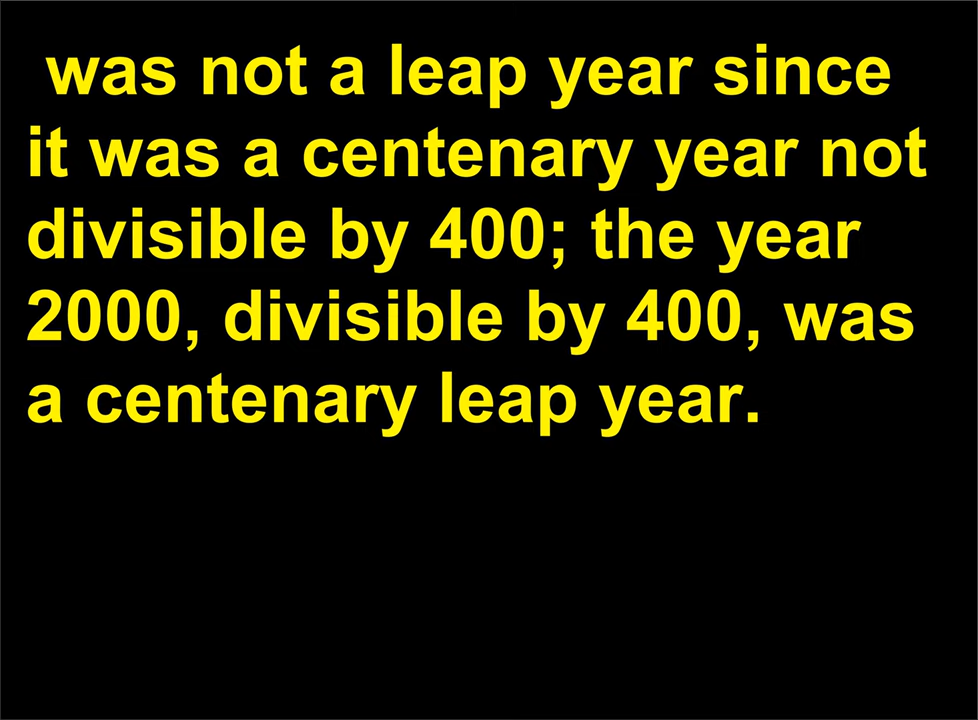 was not a leap year since
it was a centenary year not
divisible by 400; the year
2000, divisible by 400, was
a centenary leap year.